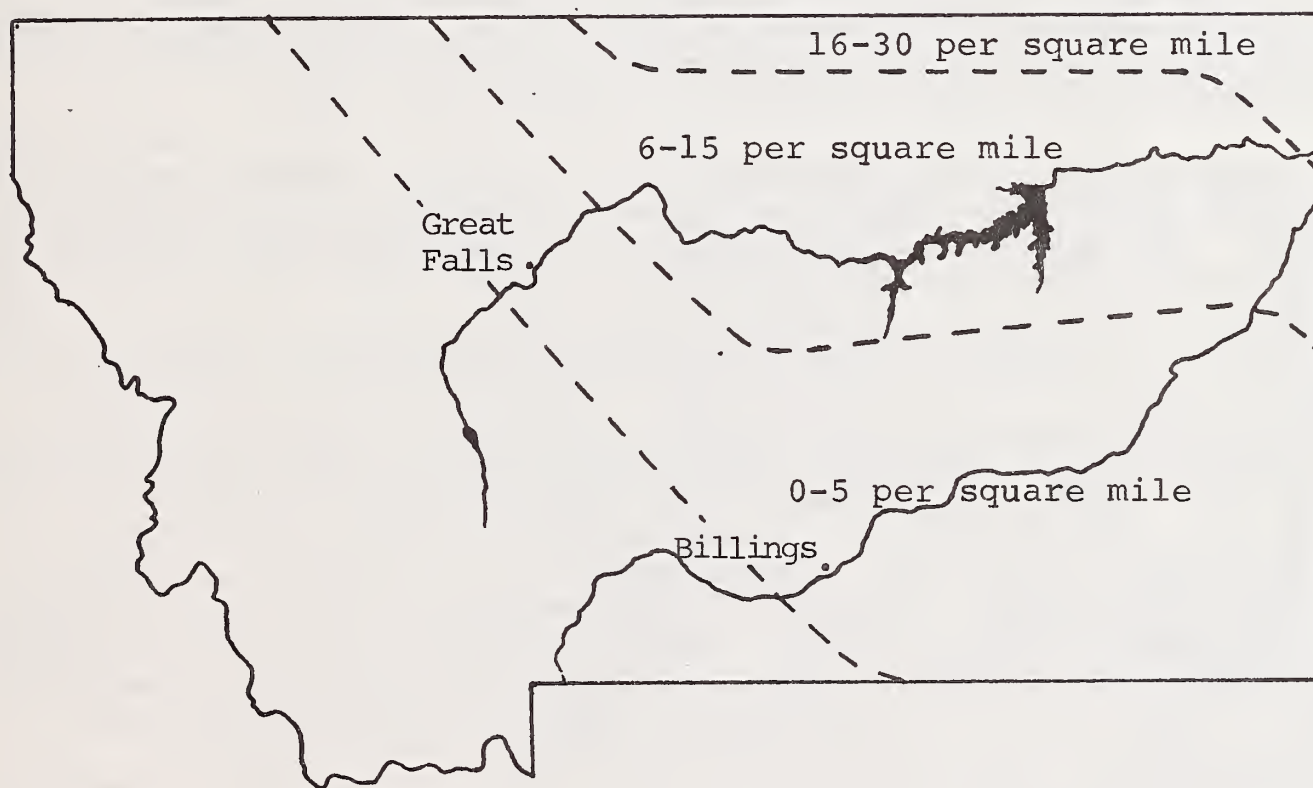 16-30 per square mile
6-15 per square mile
Great
Falls
0-5 per square mile
Billings